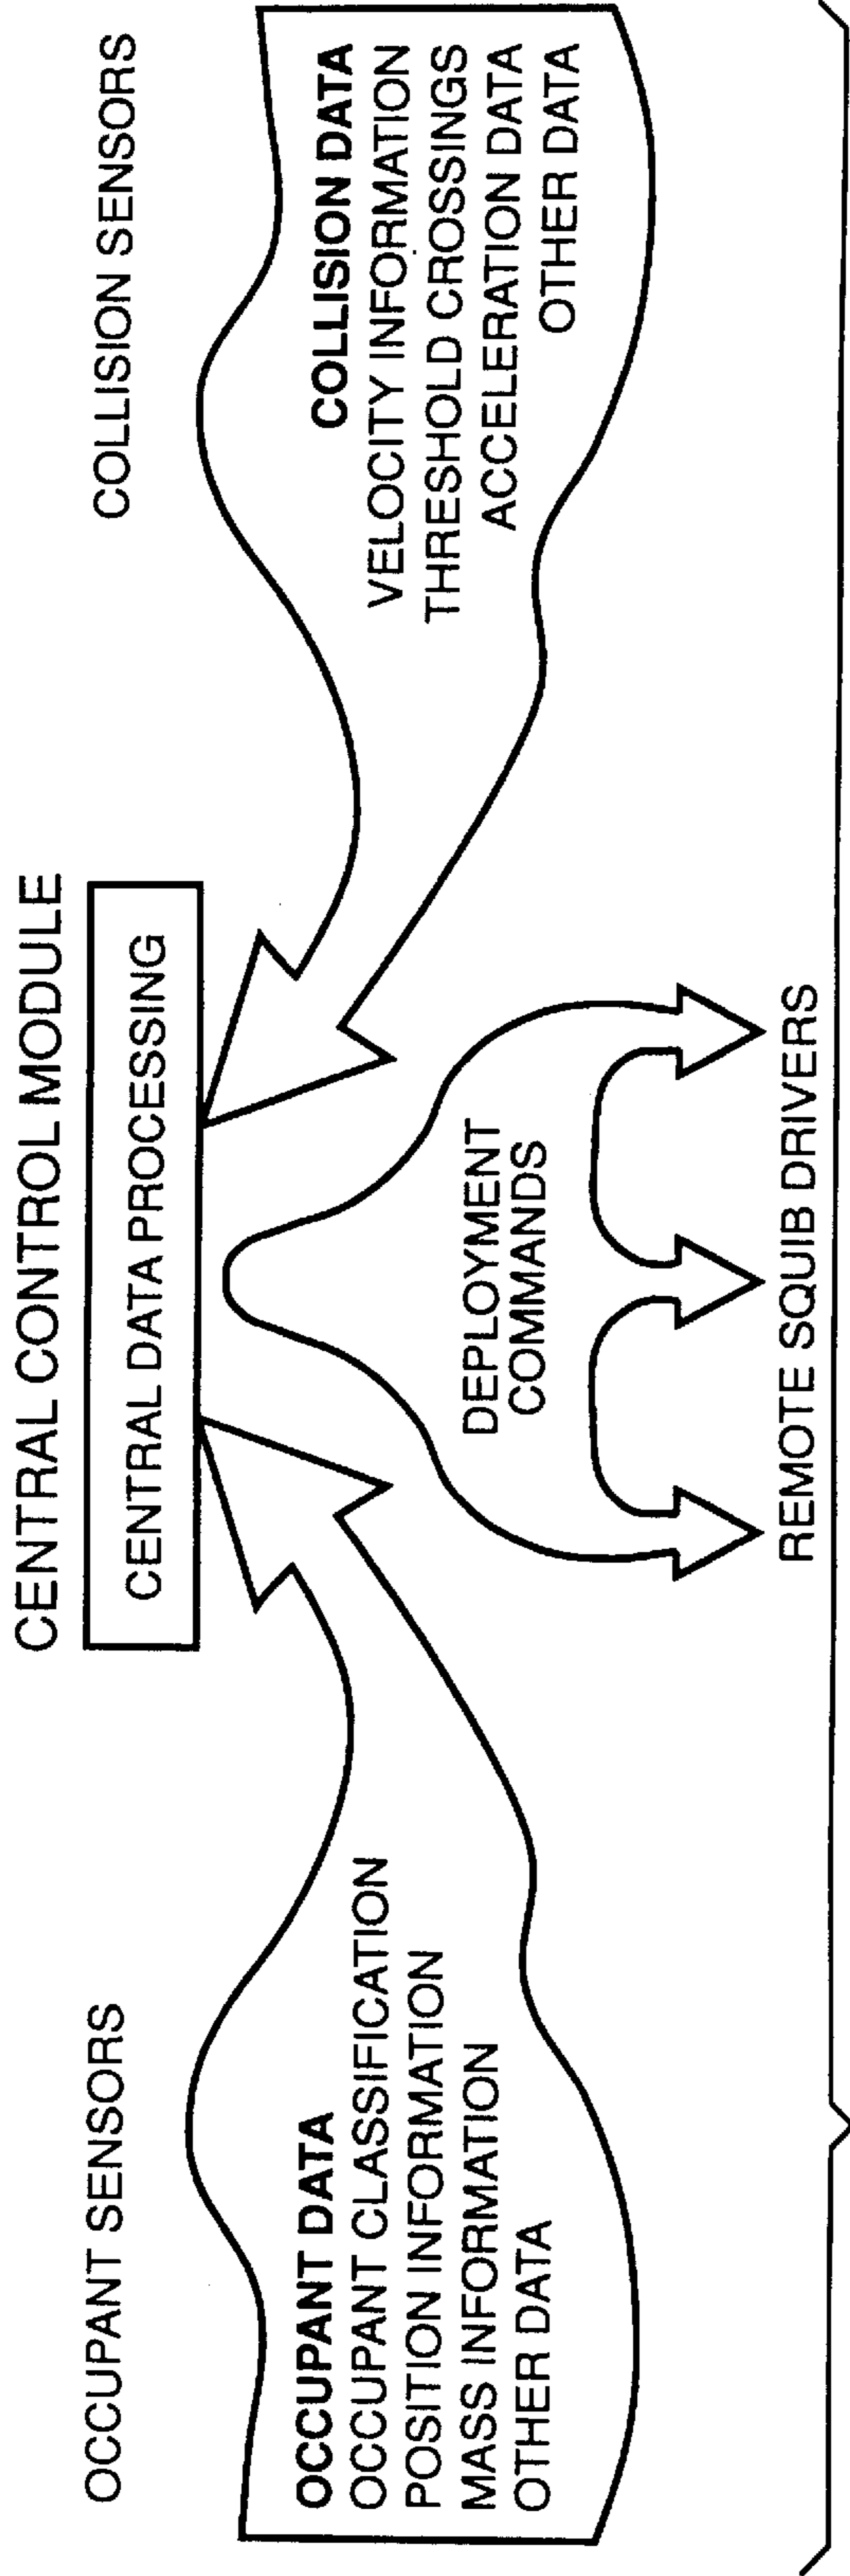 CENTRAL CONTROL MODULE
OCCUPANT SENSORS
COLLISION SENSORS
CENTRAL DATA PROCESSING
OCCUPANT DATA
OCCUPANT CLASSIFICATION
POSITION INFORMATION
MASS INFORMATION
OTHER DATA
COLLISION DATA
VELOCITY INFORMATION
THRESHOLD CROSSINGS
ACCELERATION DATA
OTHER DATA
DEPLOYMENT
COMMANDS
REMOTE SQUIB DRIVERS